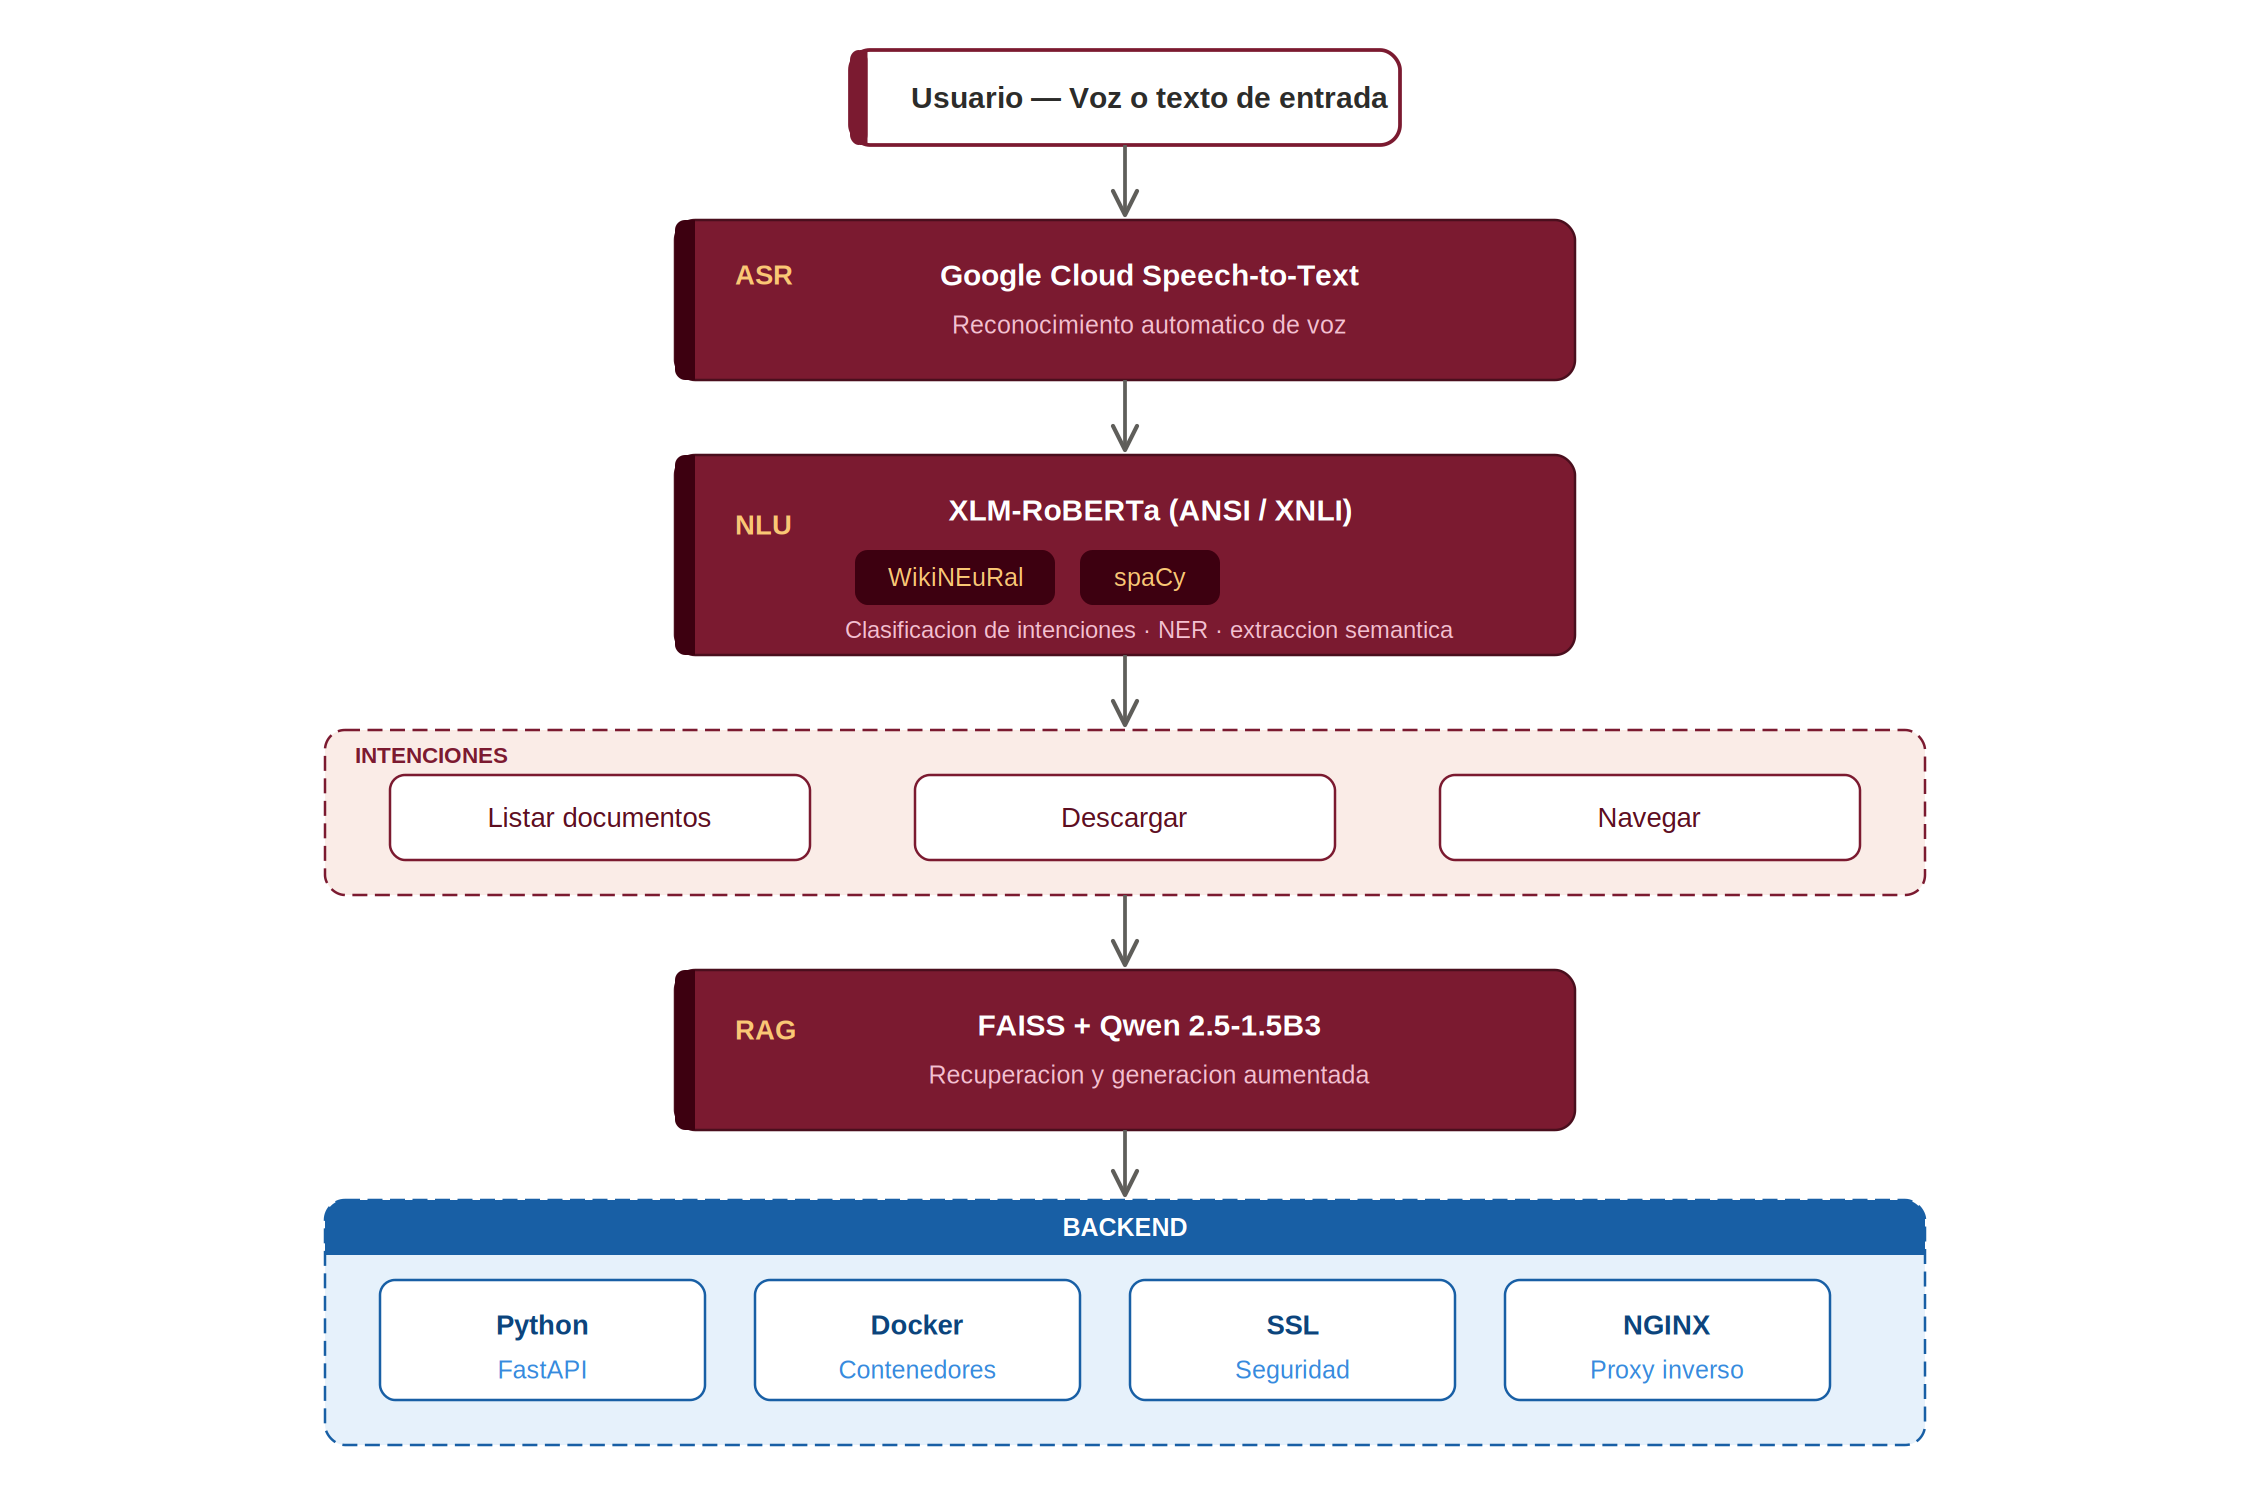 Usuario — Voz o texto de entrada
ASR
Google Cloud Speech-to-Text
Reconocimiento automatico de voz
NLU
XLM-RoBERTa (ANSI / XNLI)
WikiNEuRal
spaCy
Clasificacion de intenciones · NER · extraccion semantica
INTENCIONES
Listar documentos
Descargar
Navegar
RAG
FAISS + Qwen 2.5-1.5B3
Recuperacion y generacion aumentada
BACKEND
Python
FastAPI
Docker
Contenedores
SSL
Seguridad
NGINX
Proxy inverso